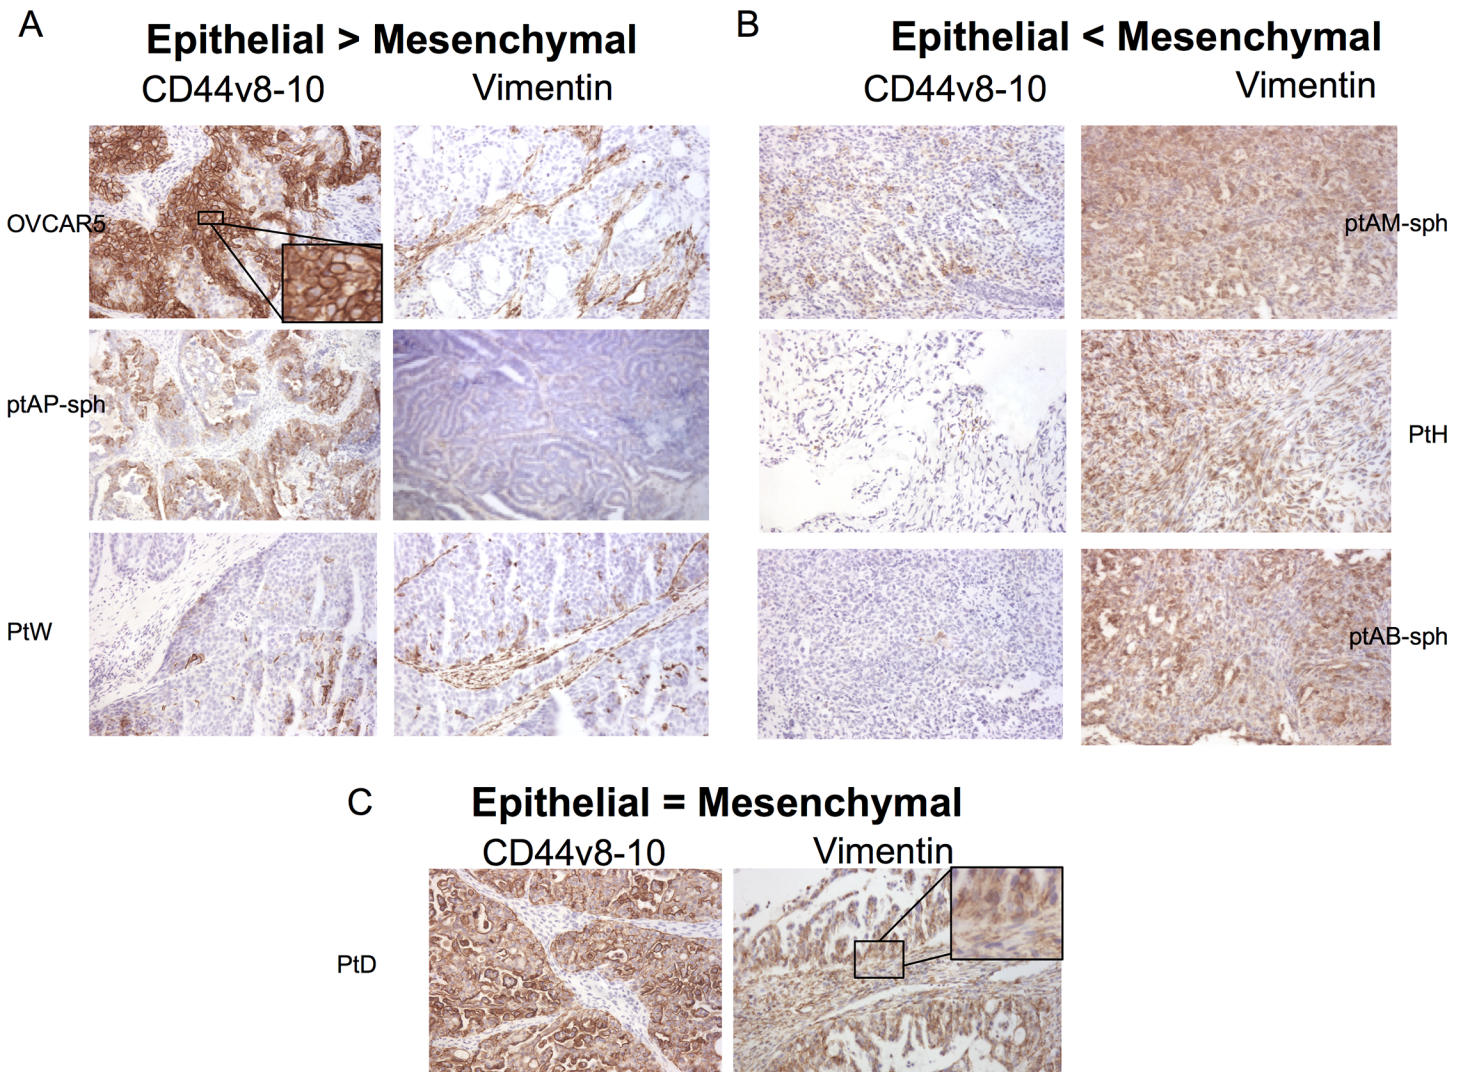 A
Epithelial > Mesenchymal
CD44v8-10
Vimentin
OVCAR5
ptAP-sph
PtW
B
Epithelial < Mesenchymal
CD44v8-10
Vimentin
ptAM-sph
PtH
ptAB-sph
C
Epithelial = Mesenchymal
CD44v8-10
Vimentin
PtD